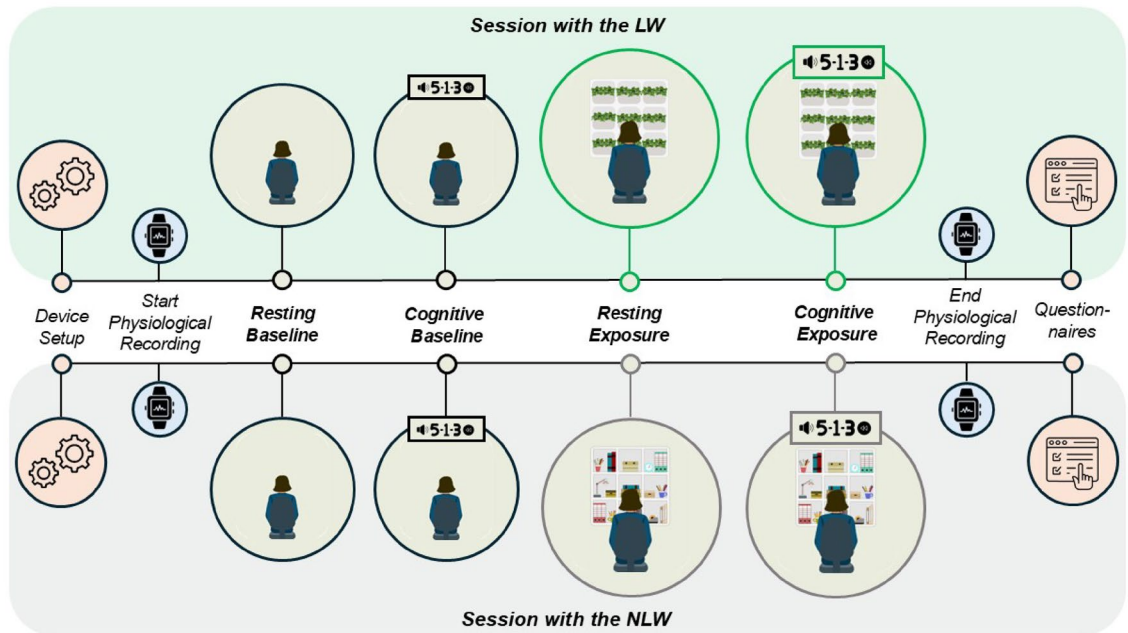 Session with the LW
5-1-3
5-1-3
Device
Setup
Start
Physiological
Recording
Resting
Baseline
Cognitive
Baseline
Resting
Exposure
Cognitive
Exposure
End
Physiological
Recording
Question-
naires
5-1-3
5-1-3
Session with the NLW